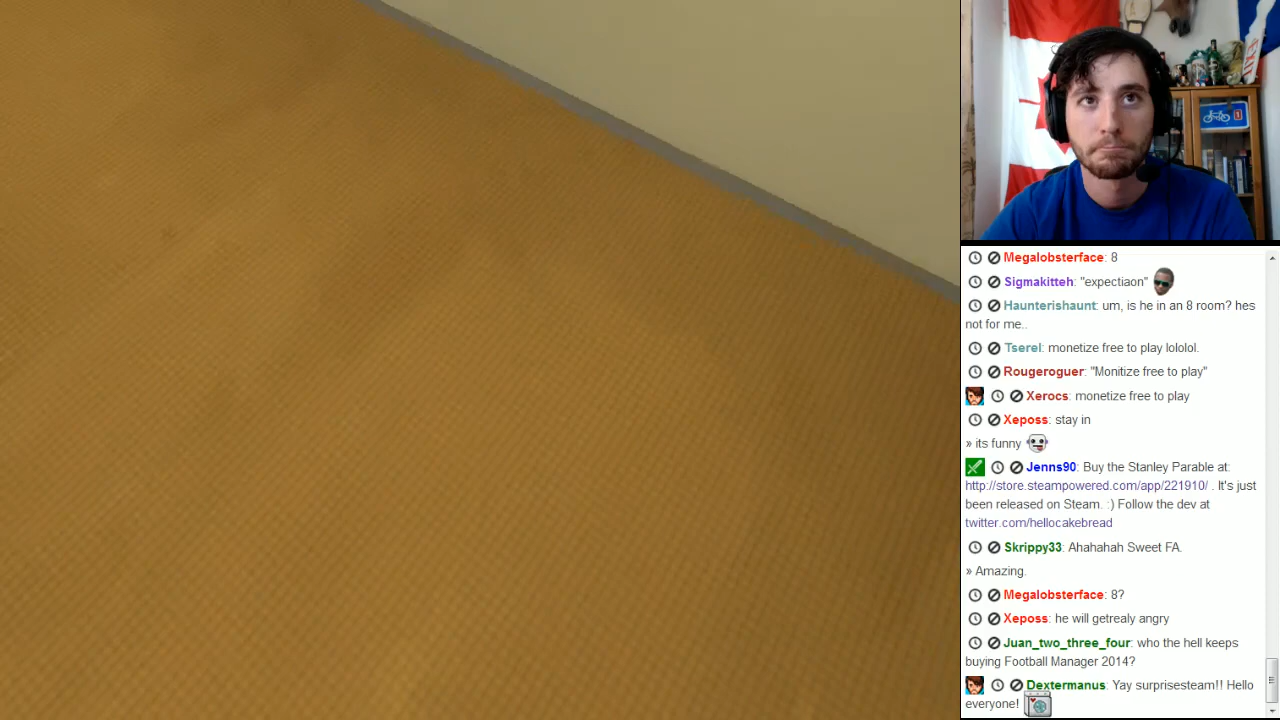 Megalobsterface: 8
Sigmakitteh: "expectiaon"
Haunterishaunt: um, is he in an 8 room? hes
not for me..
Tserel: monetize free to play lololol.
Rougeroguer: "Monitize free to play"
Xerocs: monetize free to play
Xeposs: stay in
» its funny
Jenns90: Buy the Stanley Parable at:
http://store.steampowered.com/app/221910/ . It's just
been released on Steam. :) Follow the dev at
twitter.com/hellocakebread
Skrippy33: Ahahahah Sweet FA.
» Amazing.
Megalobsterface: 8?
Xeposs: he will getrealy angry
Juan_two_three_four: who the hell keeps
buying Football Manager 2014?
Dextermanus: Yay surprisesteam!! Hello
everyone!